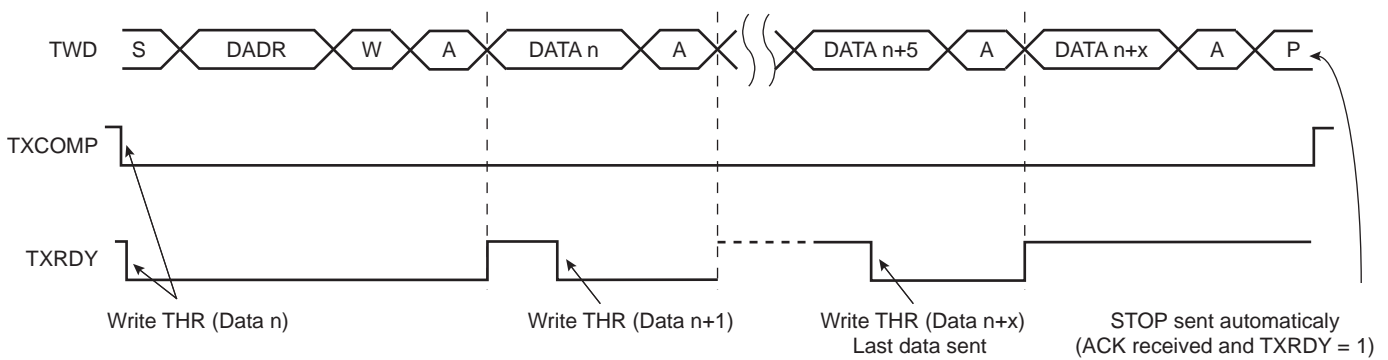 TWD S DADR W A DATA n A DATA n+5 A DATA n+x A P
TXCOMP
TXRDY
Write THR (Data n)
Write THR (Data n+1)
Write THR (Data n+x)
Last data sent
STOP sent automaticaly
(ACK received and TXRDY = 1)